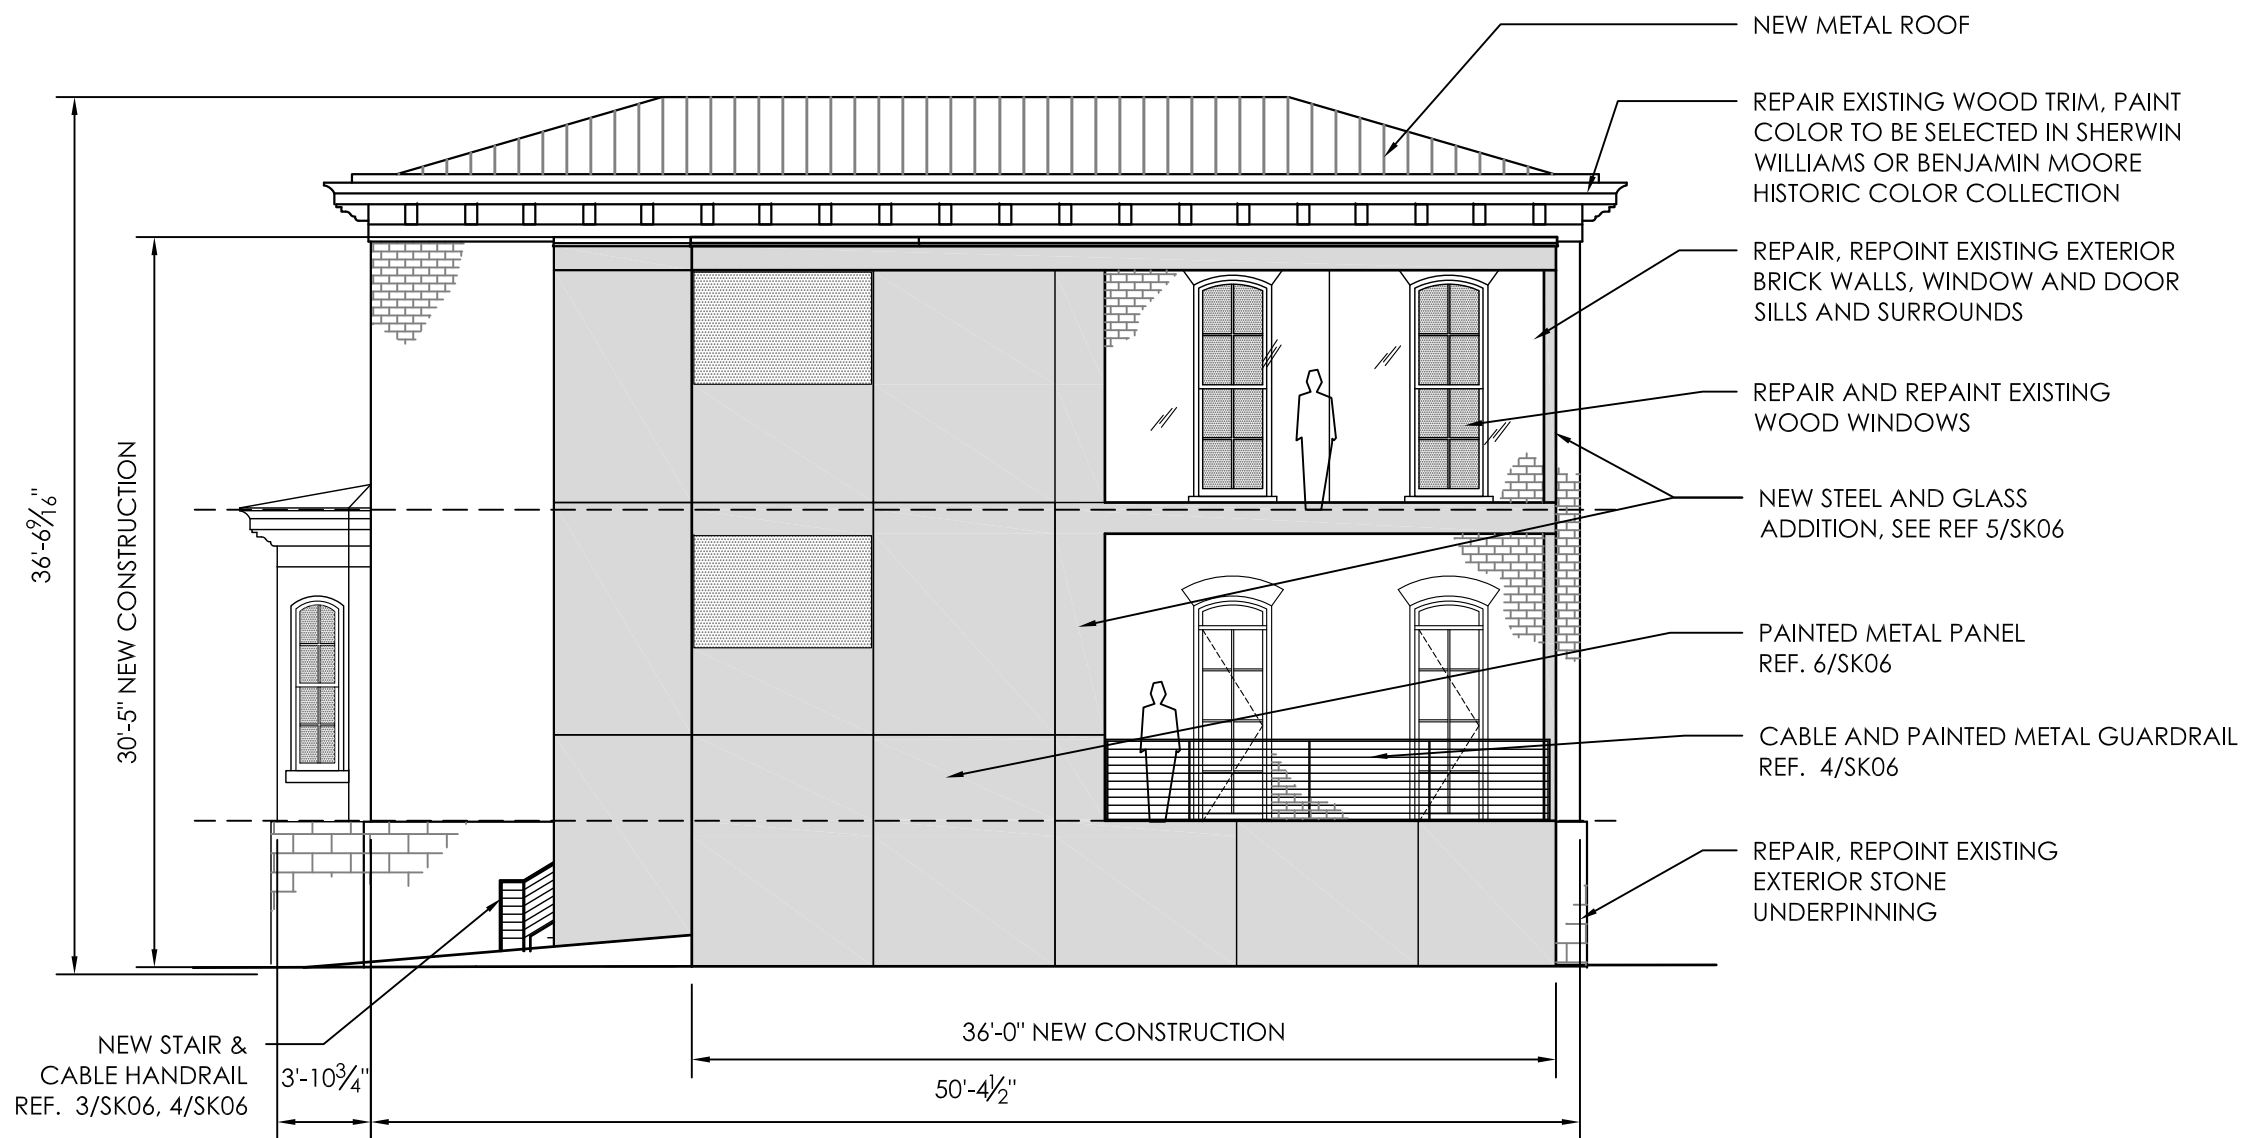 NEW METAL ROOF
REPAIR EXISTING WOOD TRIM, PAINT
COLOR TO BE SELECTED IN SHERWIN
WILLIAMS OR BENJAMIN MOORE
HISTORIC COLOR COLLECTION
REPAIR, REPOINT EXISTING EXTERIOR
BRICK WALLS, WINDOW AND DOOR
SILLS AND SURROUNDS
REPAIR AND REPAINT EXISTING
WOOD WINDOWS
NEW STEEL AND GLASS
ADDITION, SEE REF 5/SK06
PAINTED METAL PANEL
REF. 6/SK06
CABLE AND PAINTED METAL GUARDRAIL
REF. 4/SK06
REPAIR, REPOINT EXISTING
EXTERIOR STONE
UNDERPINNING
36'-6 9/16"
30'-5" NEW CONSTRUCTION
36'-0" NEW CONSTRUCTION
NEW STAIR &
CABLE HANDRAIL
REF. 3/SK06, 4/SK06
3'-10 3/4"
50'-4 1/2"